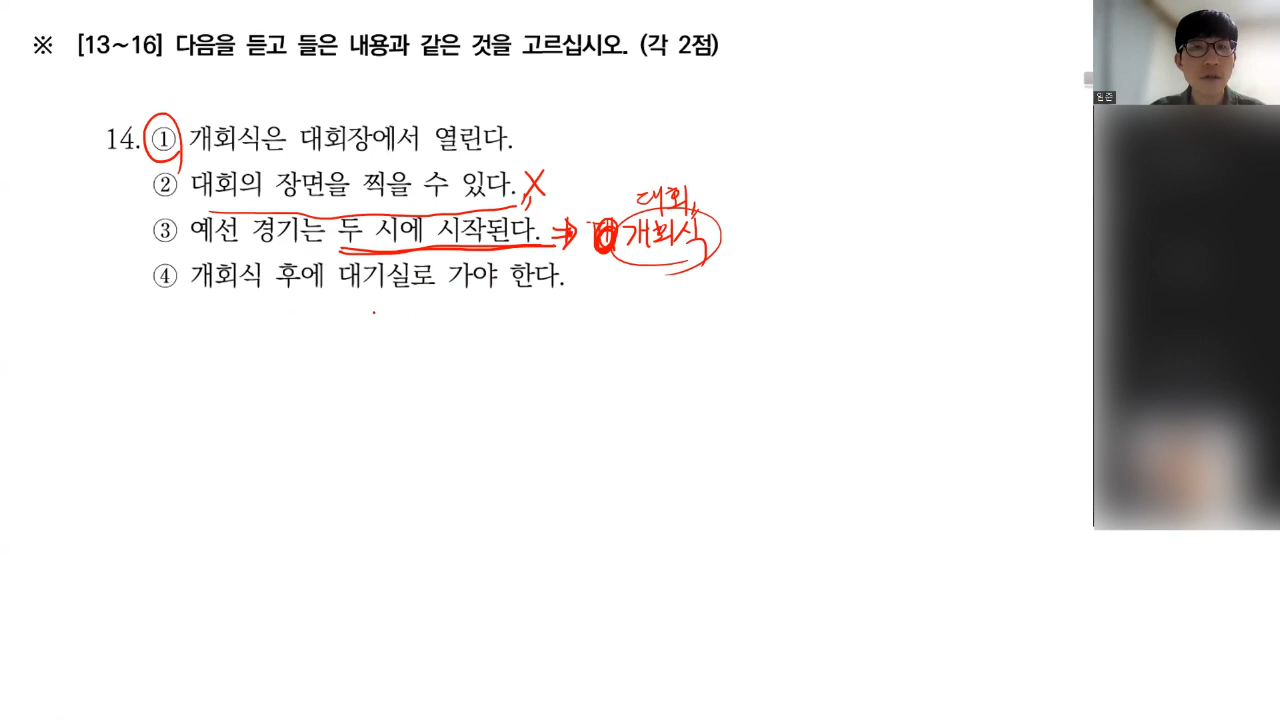 ※ [13~16] 다음을 듣고 들은 내용과 같은 것을 고르십시오. (각 2점)
14. ① 개회식은 대회장에서 열린다.
② 대회의 장면을 찍을 수 있다. X
대회
③ 예선 경기는 두 시에 시작된다. ⇒ 개회식
④ 개회식 후에 대기실로 가야 한다.